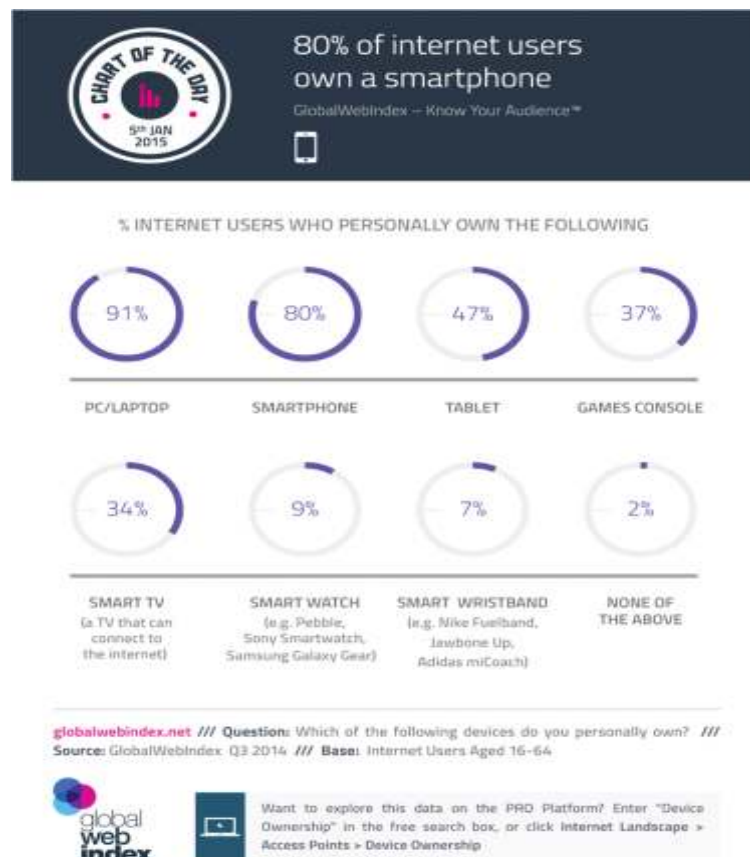 CHART OF THE DAY
5th JAN
2015
80% of internet users
own a smartphone
GlobalWebIndex – Know Your Audience™
% INTERNET USERS WHO PERSONALLY OWN THE FOLLOWING
91% 80% 47% 37%
PC/LAPTOP SMARTPHONE TABLET GAMES CONSOLE
34% 9% 7% 2%
SMART TV
(a TV that can
connect to
the internet)
SMART WATCH
(e.g. Pebble,
Sony Smartwatch,
Samsung Galaxy Gear)
SMART WRISTBAND
(e.g. Nike Fuelband,
Jawbone Up,
Adidas miCoach)
NONE OF
THE ABOVE
globalwebindex.net /// Question: Which of the following devices do you personally own? ///
Source: GlobalWebIndex Q3 2014 /// Base: Internet Users Aged 16-64
global
web
index
Want to explore this data on the PRO Platform? Enter "Device
Ownership" in the free search box, or click Internet Landscape >
Access Points > Device Ownership